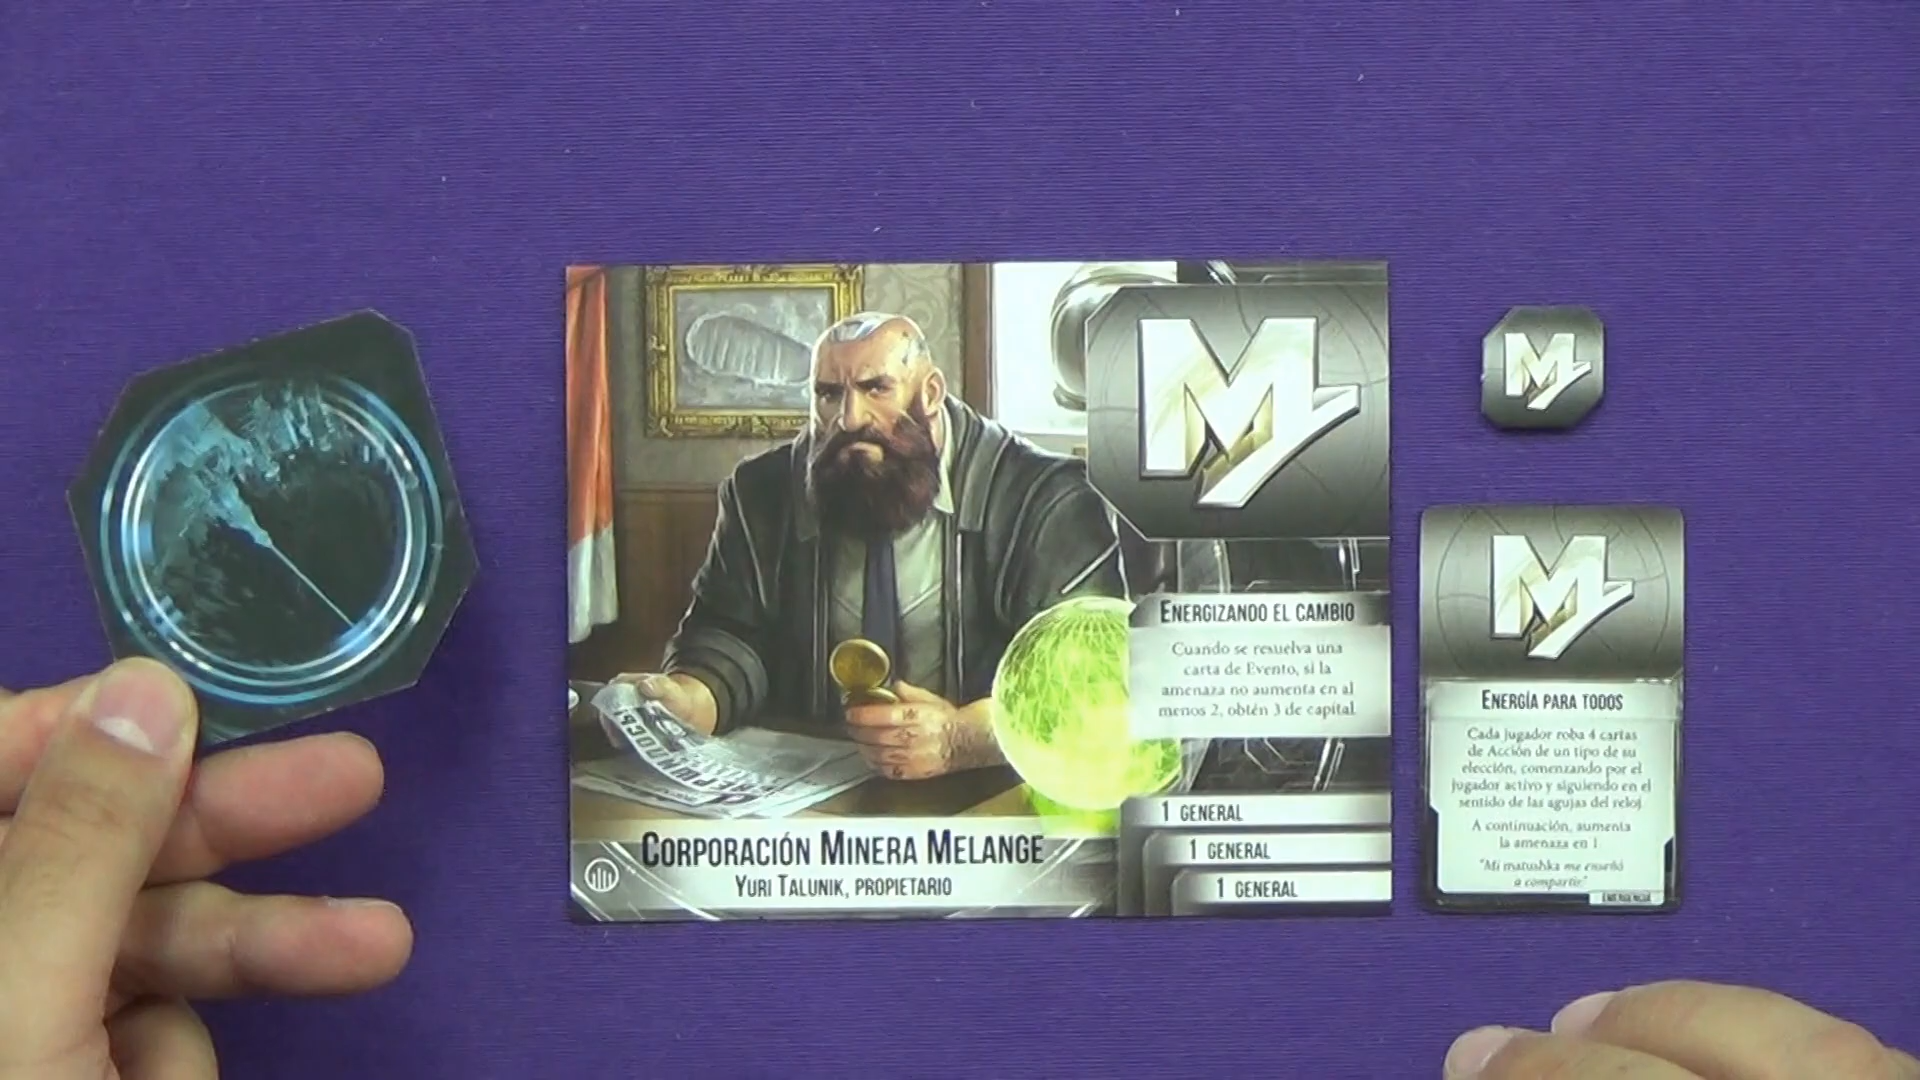 Energizando el cambio
Cuando se resuelva una
carta de Evento, si la
amenaza no aumenta en al
menos 2, obtén 3 de capital
1 general
1 general
1 general
Corporación Minera Melange
Yuri Talunik, propietario
Energía para todos
Cada jugador roba 4 cartas
de Acción de un tipo de su
elección, comenzando por el
jugador activo y siguiendo en el
sentido de las agujas del reloj
A continuación, aumenta
la amenaza en 1
"Mi matushka me enseñó
a compartir."
Emergencia